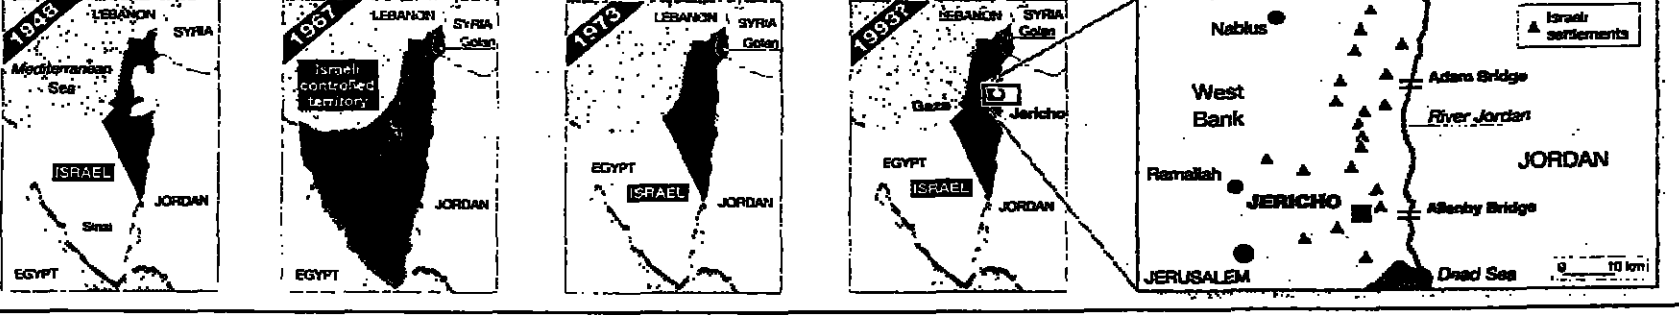 1948
LEBANON
SYRIA
Mediterranean
Sea
ISRAEL
JORDAN
Sinai
EGYPT
1967
LEBANON
SYRIA
Golan
Israeli
controlled
territory
JORDAN
EGYPT
1973
LEBANON
SYRIA
Golan
EGYPT
ISRAEL
JORDAN
1993?
LEBANON
SYRIA
Golan
Gaza
Jericho
EGYPT
ISRAEL
JORDAN
Nablus
Israeli
settlements
West
Bank
Adam Bridge
River Jordan
JORDAN
Ramallah
JERICHO
Allenby Bridge
JERUSALEM
Dead Sea
0 10 km